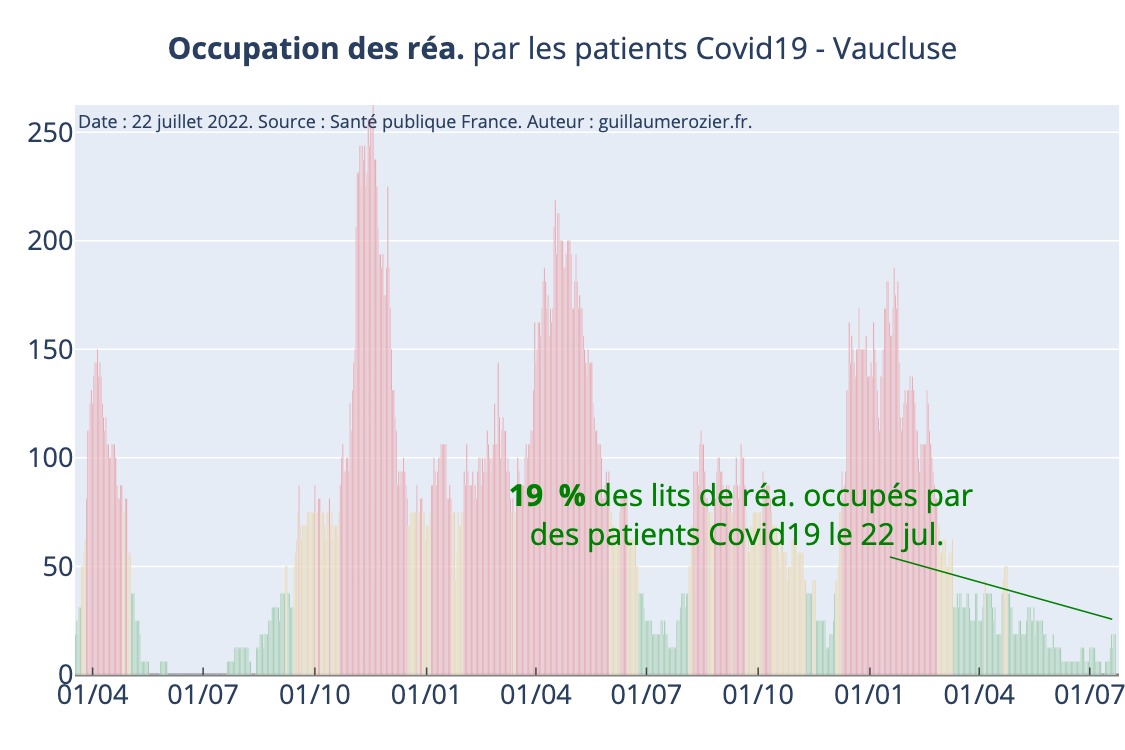 Occupation des réa. par les patients Covid19 - Vaucluse
Date : 22 juillet 2022. Source : Santé publique France. Auteur : guillaumerozier.fr.
250
200
150
100
50
0
19 % des lits de réa. occupés par
des patients Covid19 le 22 jul.
01/04 01/07 01/10 01/01 01/04 01/07 01/10 01/01 01/04 01/07